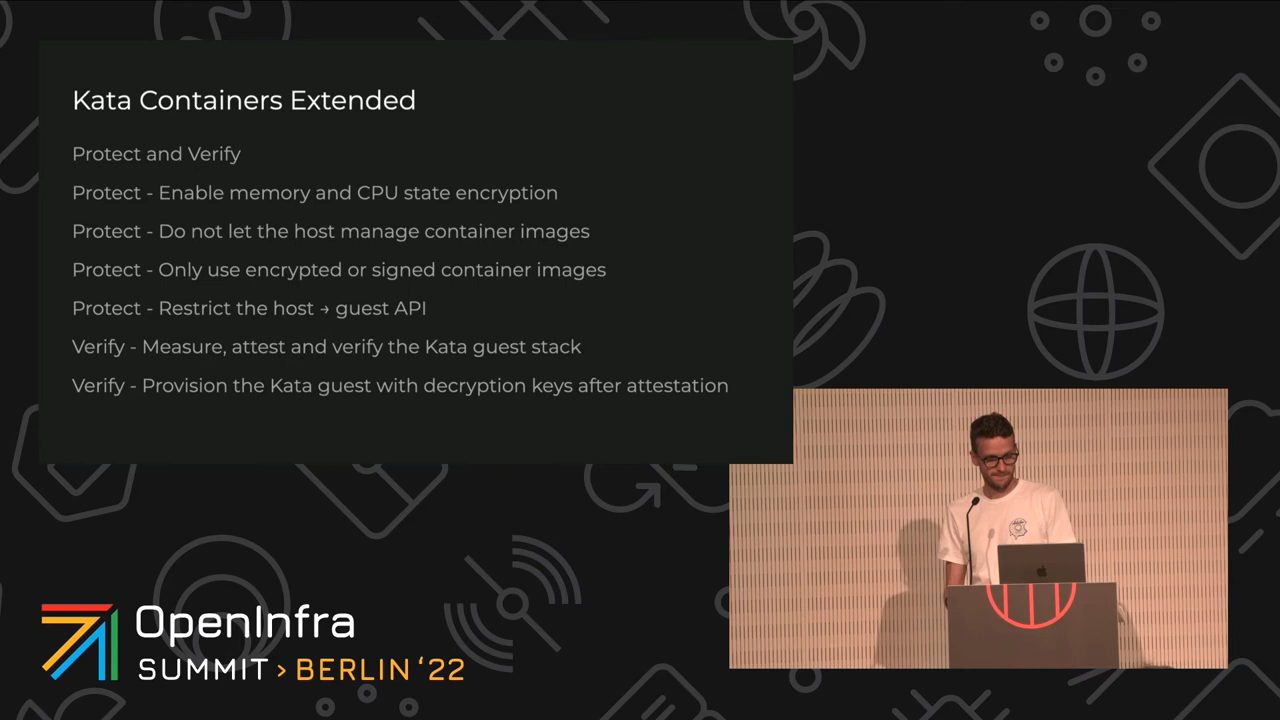 Kata Containers Extended
Protect and Verify
Protect - Enable memory and CPU state encryption
Protect - Do not let the host manage container images
Protect - Only use encrypted or signed container images
Protect - Restrict the host → guest API
Verify - Measure, attest and verify the Kata guest stack
Verify - Provision the Kata guest with decryption keys after attestation
OpenInfra
SUMMIT › BERLIN ‘22